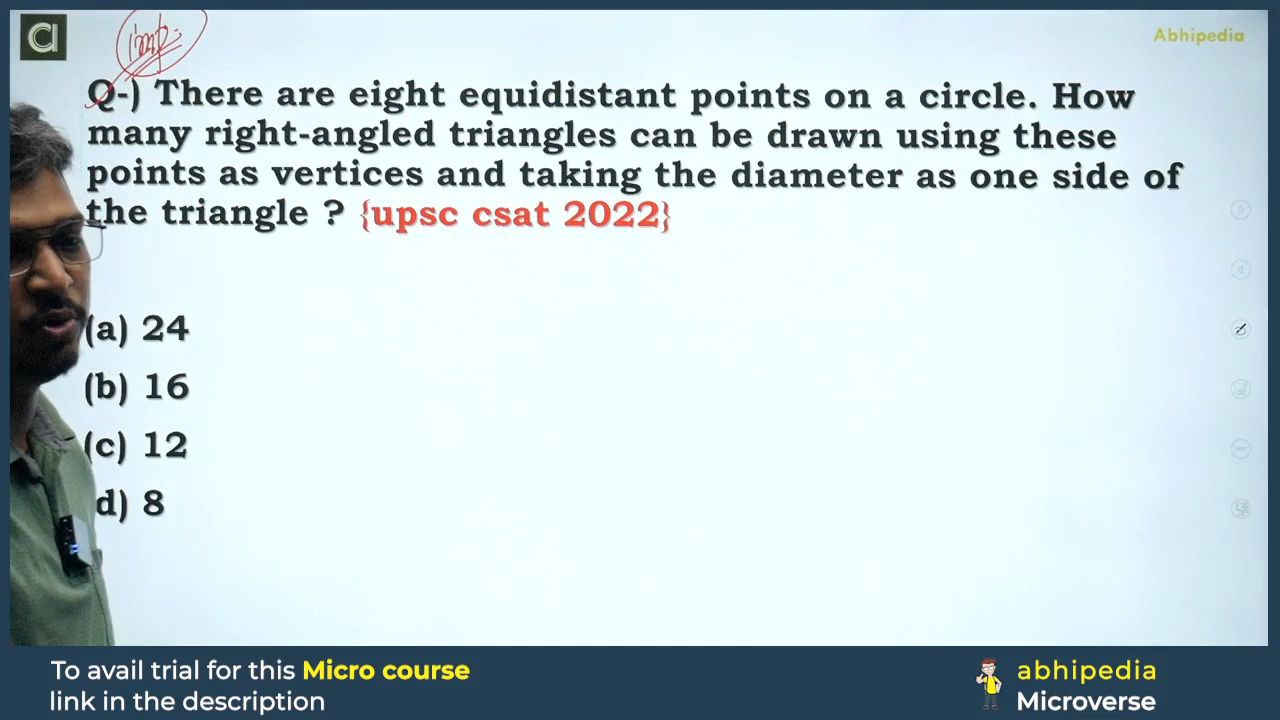 imp.
Abhipedia
Q-) There are eight equidistant points on a circle. How
many right-angled triangles can be drawn using these
points as vertices and taking the diameter as one side of
the triangle ? {upsc csat 2022}
(a) 24
(b) 16
(c) 12
d) 8
To avail trial for this Micro course
link in the description
abhipedia
Microverse